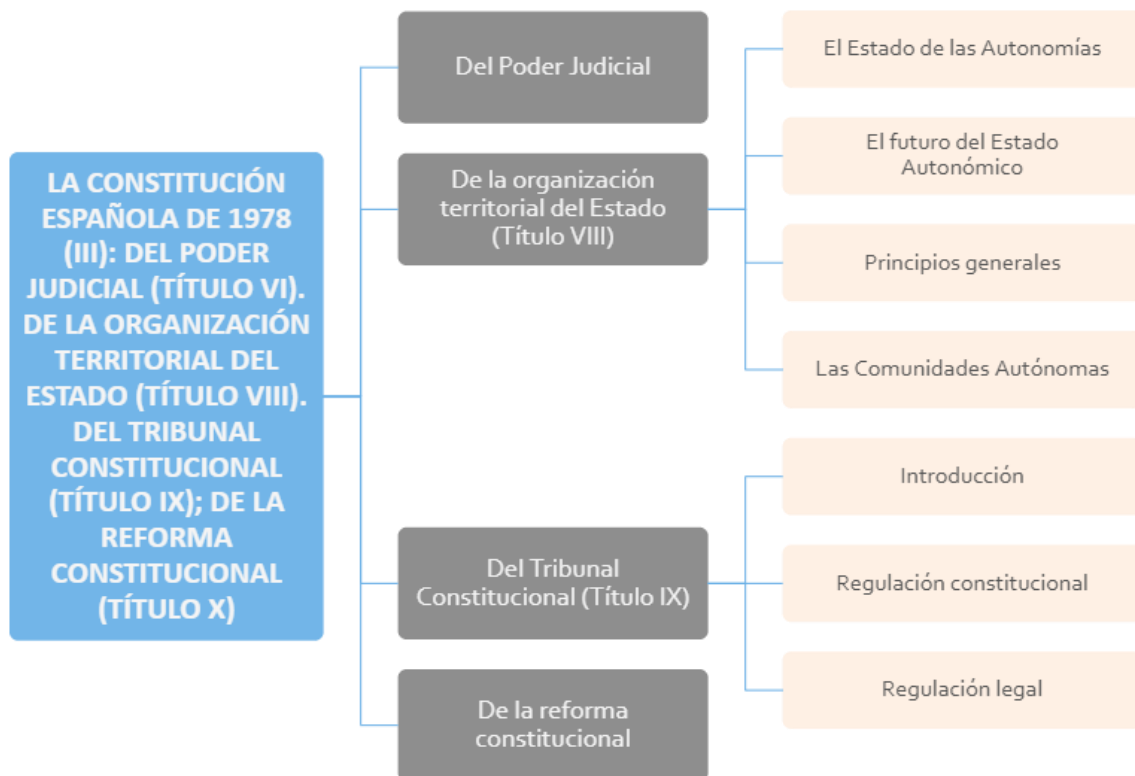 LA CONSTITUCIÓN
ESPAÑOLA DE 1978
(III): DEL PODER
JUDICIAL (TÍTULO VI).
DE LA ORGANIZACIÓN
TERRITORIAL DEL
ESTADO (TÍTULO VIII).
DEL TRIBUNAL
CONSTITUCIONAL
(TÍTULO IX); DE LA
REFORMA
CONSTITUCIONAL
(TÍTULO X)
Del Poder Judicial
De la organización
territorial del Estado
(Título VIII)
El Estado de las Autonomías
El futuro del Estado
Autonómico
Principios generales
Las Comunidades Autónomas
Del Tribunal
Constitucional (Título IX)
Introducción
Regulación constitucional
Regulación legal
De la reforma
constitucional